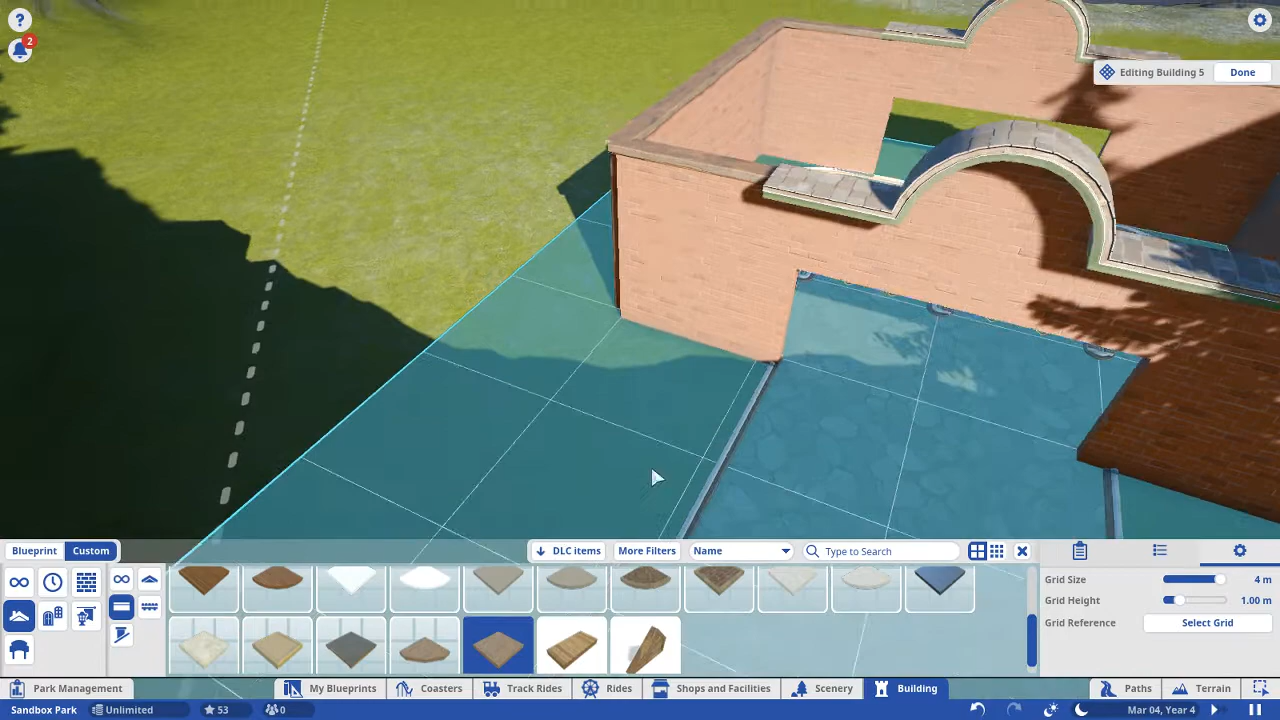 ?
2
Editing Building 5
Done
Blueprint
Custom
DLC items
More Filters
Name
Type to Search
Grid Size
4 m
Grid Height
1.00 m
Grid Reference
Select Grid
Park Management
My Blueprints
Coasters
Track Rides
Rides
Shops and Facilities
Scenery
Building
Paths
Terrain
Sandbox Park
Unlimited
53
0
Mar 04, Year 4